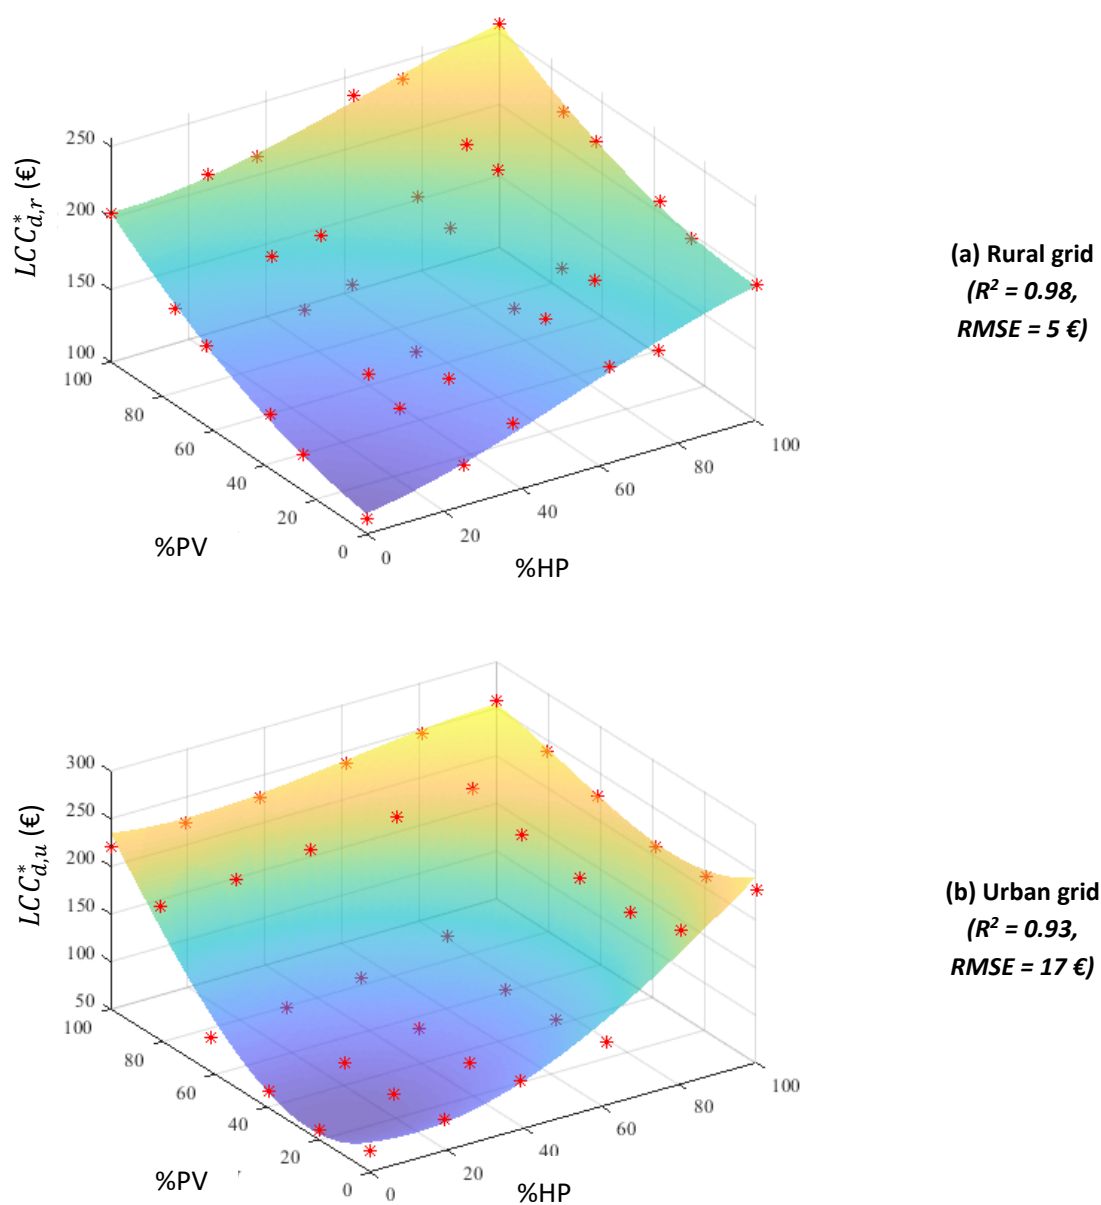 250
200
150
100
100
80
60
40
20
0
0
20
40
60
80
100
LCC*d,r (€)
%PV
%HP
(a) Rural grid
(R² = 0.98,
RMSE = 5 €)
300
250
200
150
100
50
100
80
60
40
20
0
0
20
40
60
80
100
LCC*d,u (€)
%PV
%HP
(b) Urban grid
(R² = 0.93,
RMSE = 17 €)